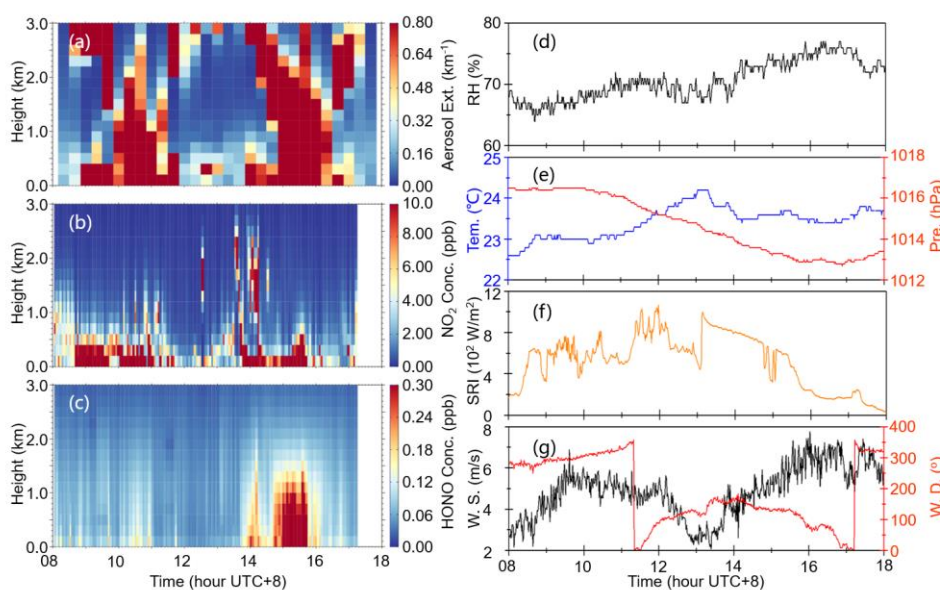 (a)
3.0
2.0
1.0
0.0
Height (km)
0.80
0.64
0.48
0.32
0.16
0.00
Aerosol Ext. (km⁻¹)
(b)
3.0
2.0
1.0
0.0
Height (km)
10.0
8.00
6.00
4.00
2.00
0.00
NO₂ Conc. (ppb)
(c)
3.0
2.0
1.0
0.0
Height (km)
0.30
0.24
0.18
0.12
0.06
0.00
HONO Conc. (ppb)
08 10 12 14 16 18
Time (hour UTC+8)
(d)
80
70
60
RH (%)
(e)
25
24
23
22
Tem. (℃)
1018
1016
1014
1012
Pre. (hPa)
(f)
12
8
4
0
SRI (10² W/m²)
(g)
8
6
4
2
W. S. (m/s)
400
300
200
100
0
W. D. (°)
08 10 12 14 16 18
Time (hour UTC+8)